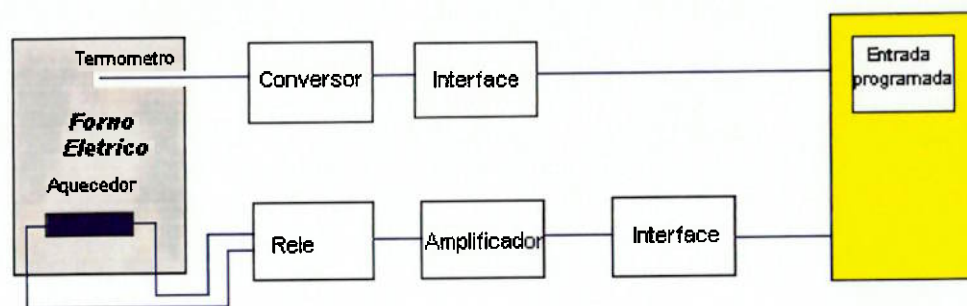 Termometro
Conversor
Interface
Entrada
programada
Forno
Eletrico
Aquecedor
Rele
Amplificador
Interface